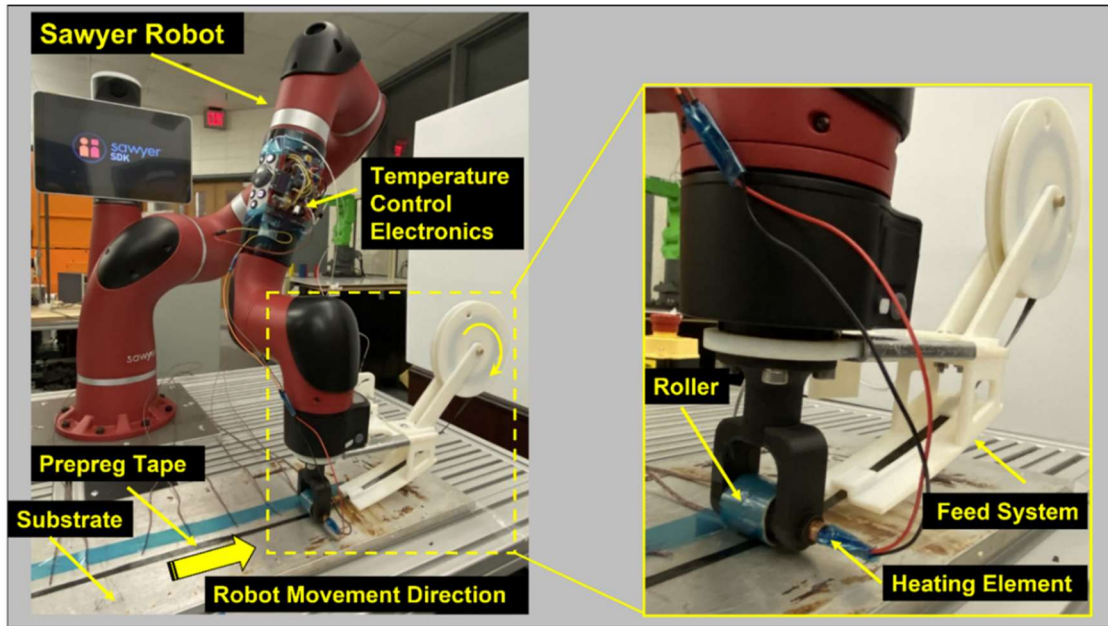 Sawyer Robot
sawyer
SDK
Temperature
Control
Electronics
sawyer
Prepreg Tape
Substrate
Robot Movement Direction
Roller
Feed System
Heating Element